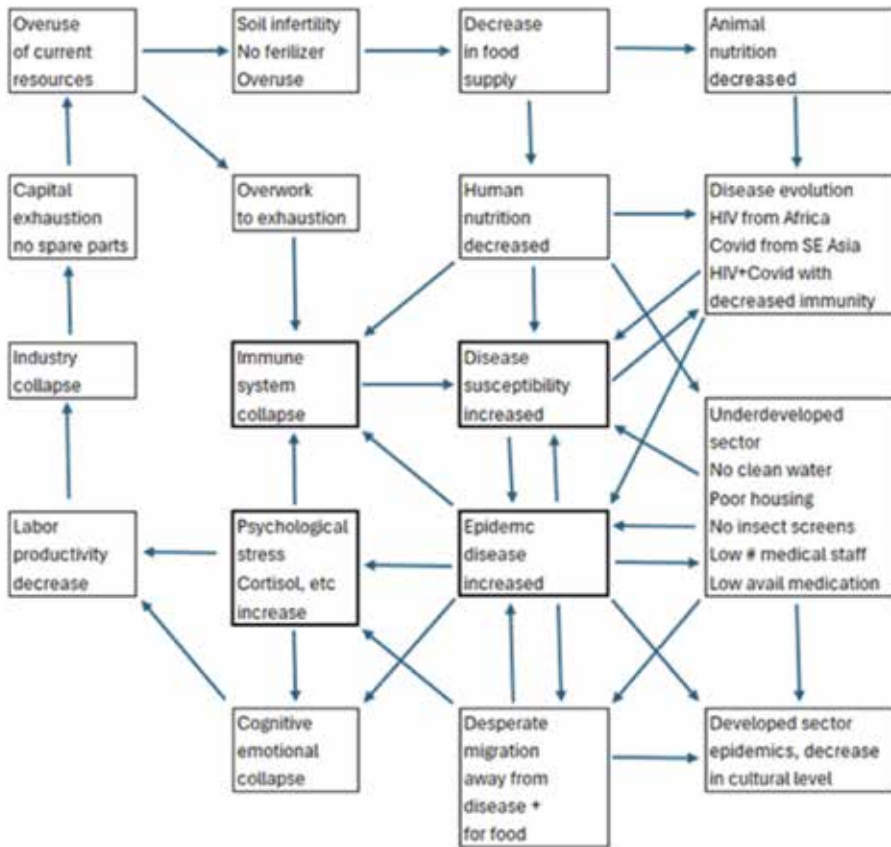 Overuse
of current
resources
Soil infertility
No ferilizer
Overuse
Decrease
in food
supply
Animal
nutrition
decreased
Capital
exhaustion
no spare parts
Overwork
to exhaustion
Human
nutrition
decreased
Disease evolution
HIV from Africa
Covid from SE Asia
HIV+Covid with
decreased immunity
Industry
collapse
Immune
system
collapse
Disease
susceptibility
increased
Underdeveloped
sector
No clean water
Poor housing
No insect screens
Low # medical staff
Low avail medication
Labor
productivity
decrease
Psychological
stress
Cortisol, etc
increase
Epidemc
disease
increased
Cognitive
emotional
collapse
Desperate
migration
away from
disease +
for food
Developed sector
epidemics, decrease
in cultural level